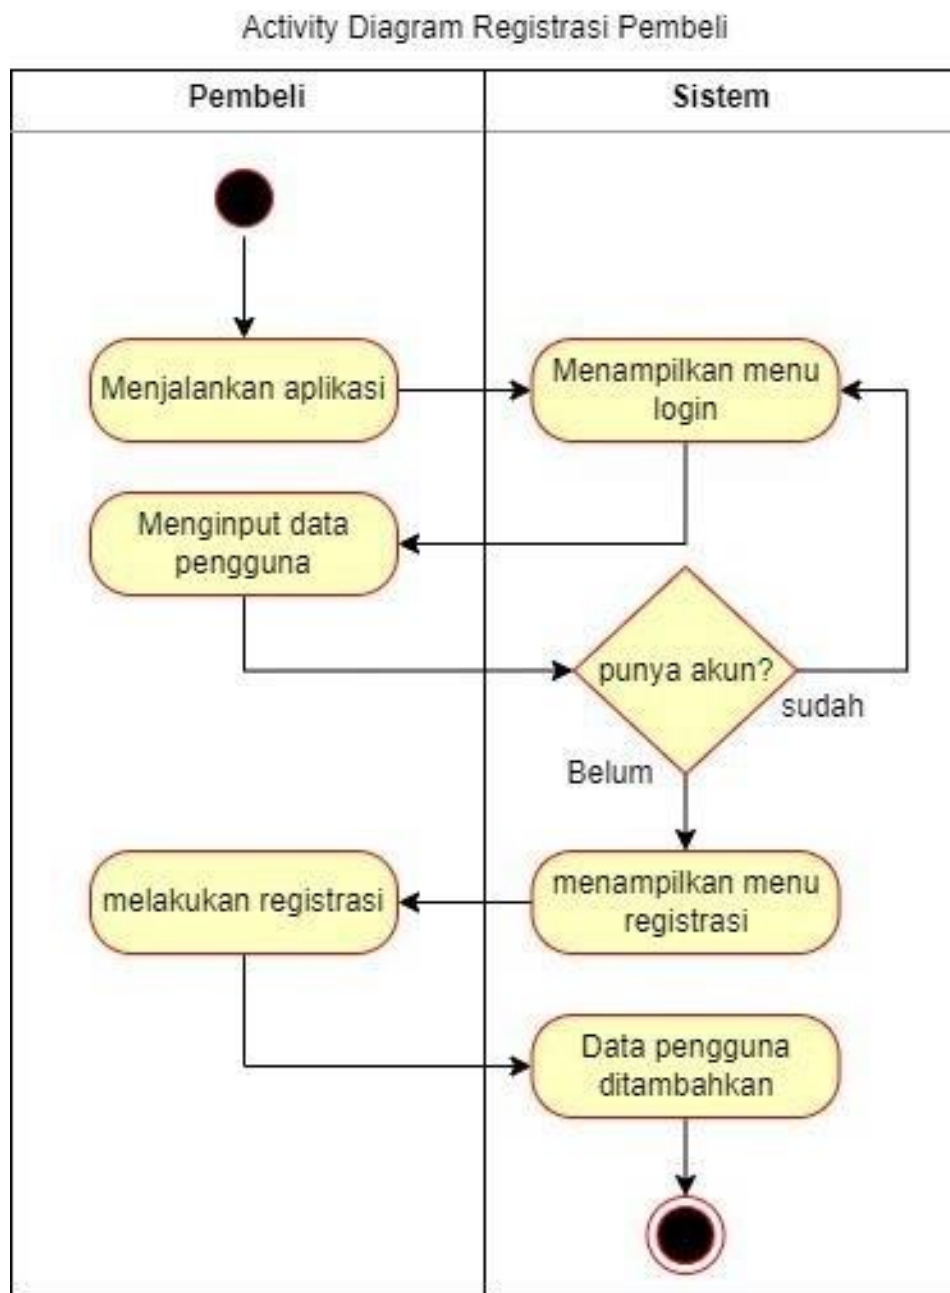 Activity Diagram Registrasi Pembeli
Pembeli
Sistem
Menjalankan aplikasi
Menampilkan menu
login
Menginput data
pengguna
punya akun?
sudah
Belum
menampilkan menu
registrasi
melakukan registrasi
Data pengguna
ditambahkan